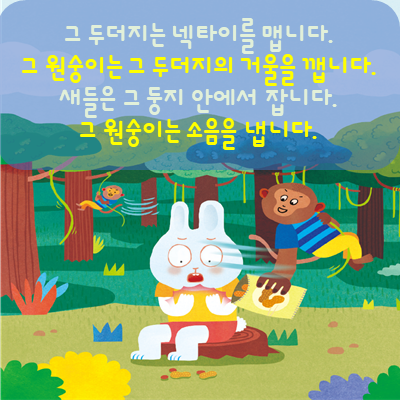 그 두더지는 넥타이를 맵니다.
그 원숭이는 그 두더지의 거울을 깹니다.
새들은 그 둥지 안에서 잡니다.
그 원숭이는 소음을 냅니다.